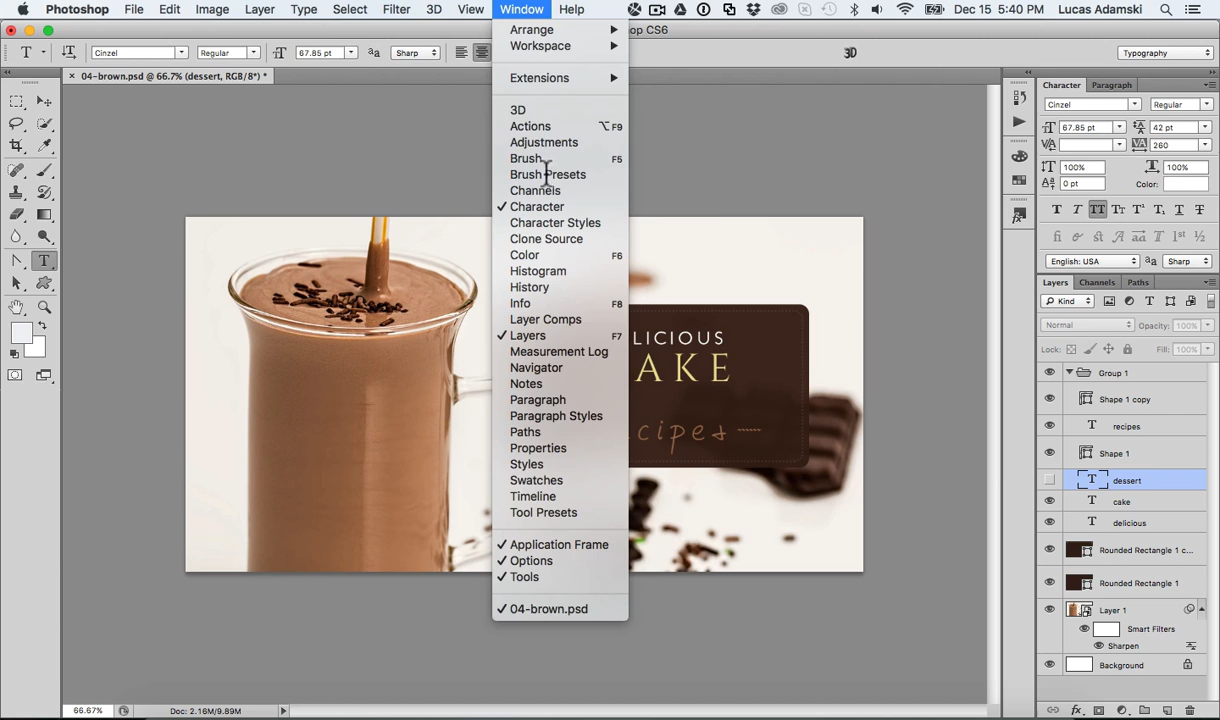 Photoshop File Edit Image Layer Type Select Filter 3D View Window Help Dec 15 5:40 PM Lucas Adamski
op CS6
T Cinzel Regular 67.85 pt Sharp 3D Typography
× 04-brown.psd @ 66.7% (dessert, RGB/8*) *
Arrange
Workspace
Extensions
3D
Actions ⌥F9
Adjustments
Brush F5
Brush Presets
Channels
✓ Character
Character Styles
Clone Source
Color F6
Histogram
History
Info F8
Layer Comps
✓ Layers F7
Measurement Log
Navigator
Notes
Paragraph
Paragraph Styles
Paths
Properties
Styles
Swatches
Timeline
Tool Presets
✓ Application Frame
✓ Options
✓ Tools
✓ 04-brown.psd
LICIOUS
AKE
cipes
Character Paragraph
Cinzel Regular
67.85 pt 42 pt
260
100% 100%
0 pt Color:
English: USA Sharp
Layers Channels Paths
Kind
Normal Opacity: 100%
Lock: Fill: 100%
Group 1
Shape 1 copy
recipes
Shape 1
dessert
cake
delicious
Rounded Rectangle 1 c...
Rounded Rectangle 1
Layer 1
Smart Filters
Sharpen
Background
66.67% Doc: 2.16M/9.89M